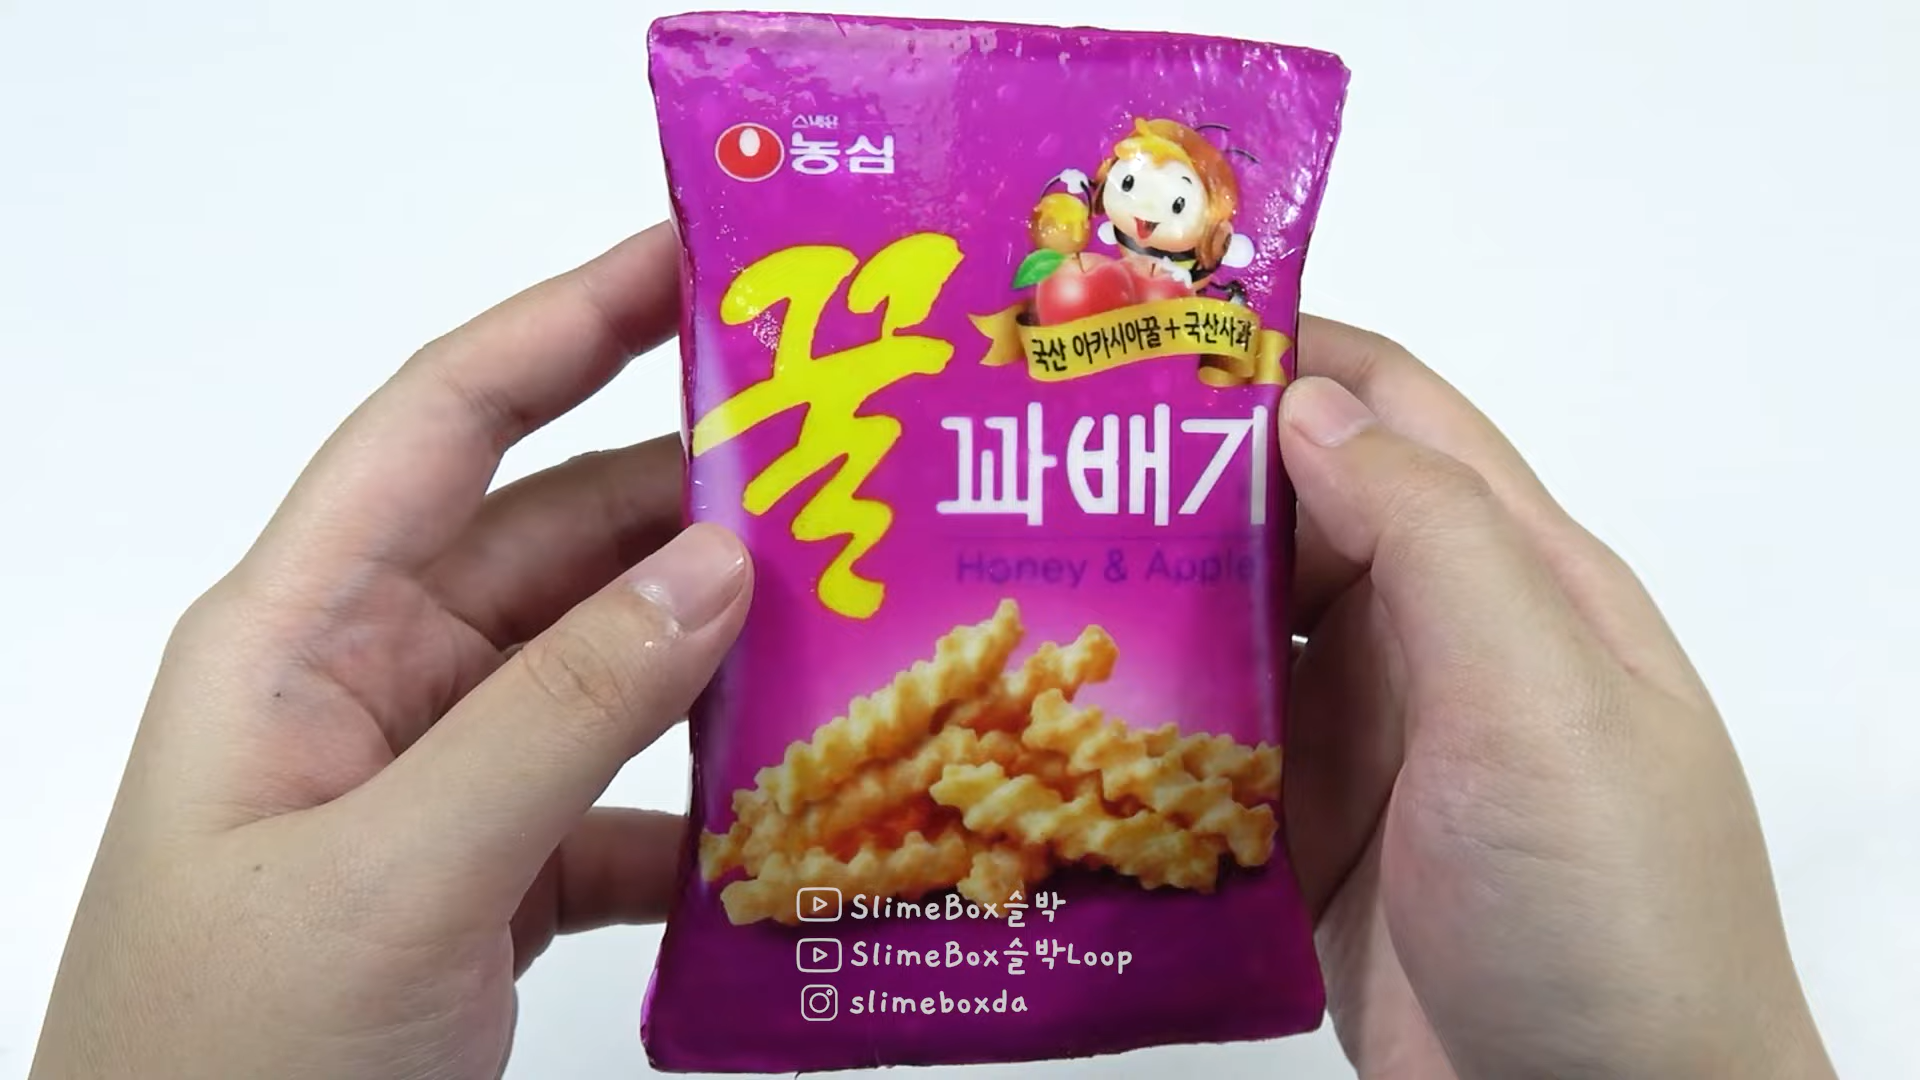 스낵은
농심
국산 아카시아꿀+국산사과
꿀
꽈배기
Honey & Apple
SlimeBox슬박
SlimeBox슬박Loop
slimeboxda